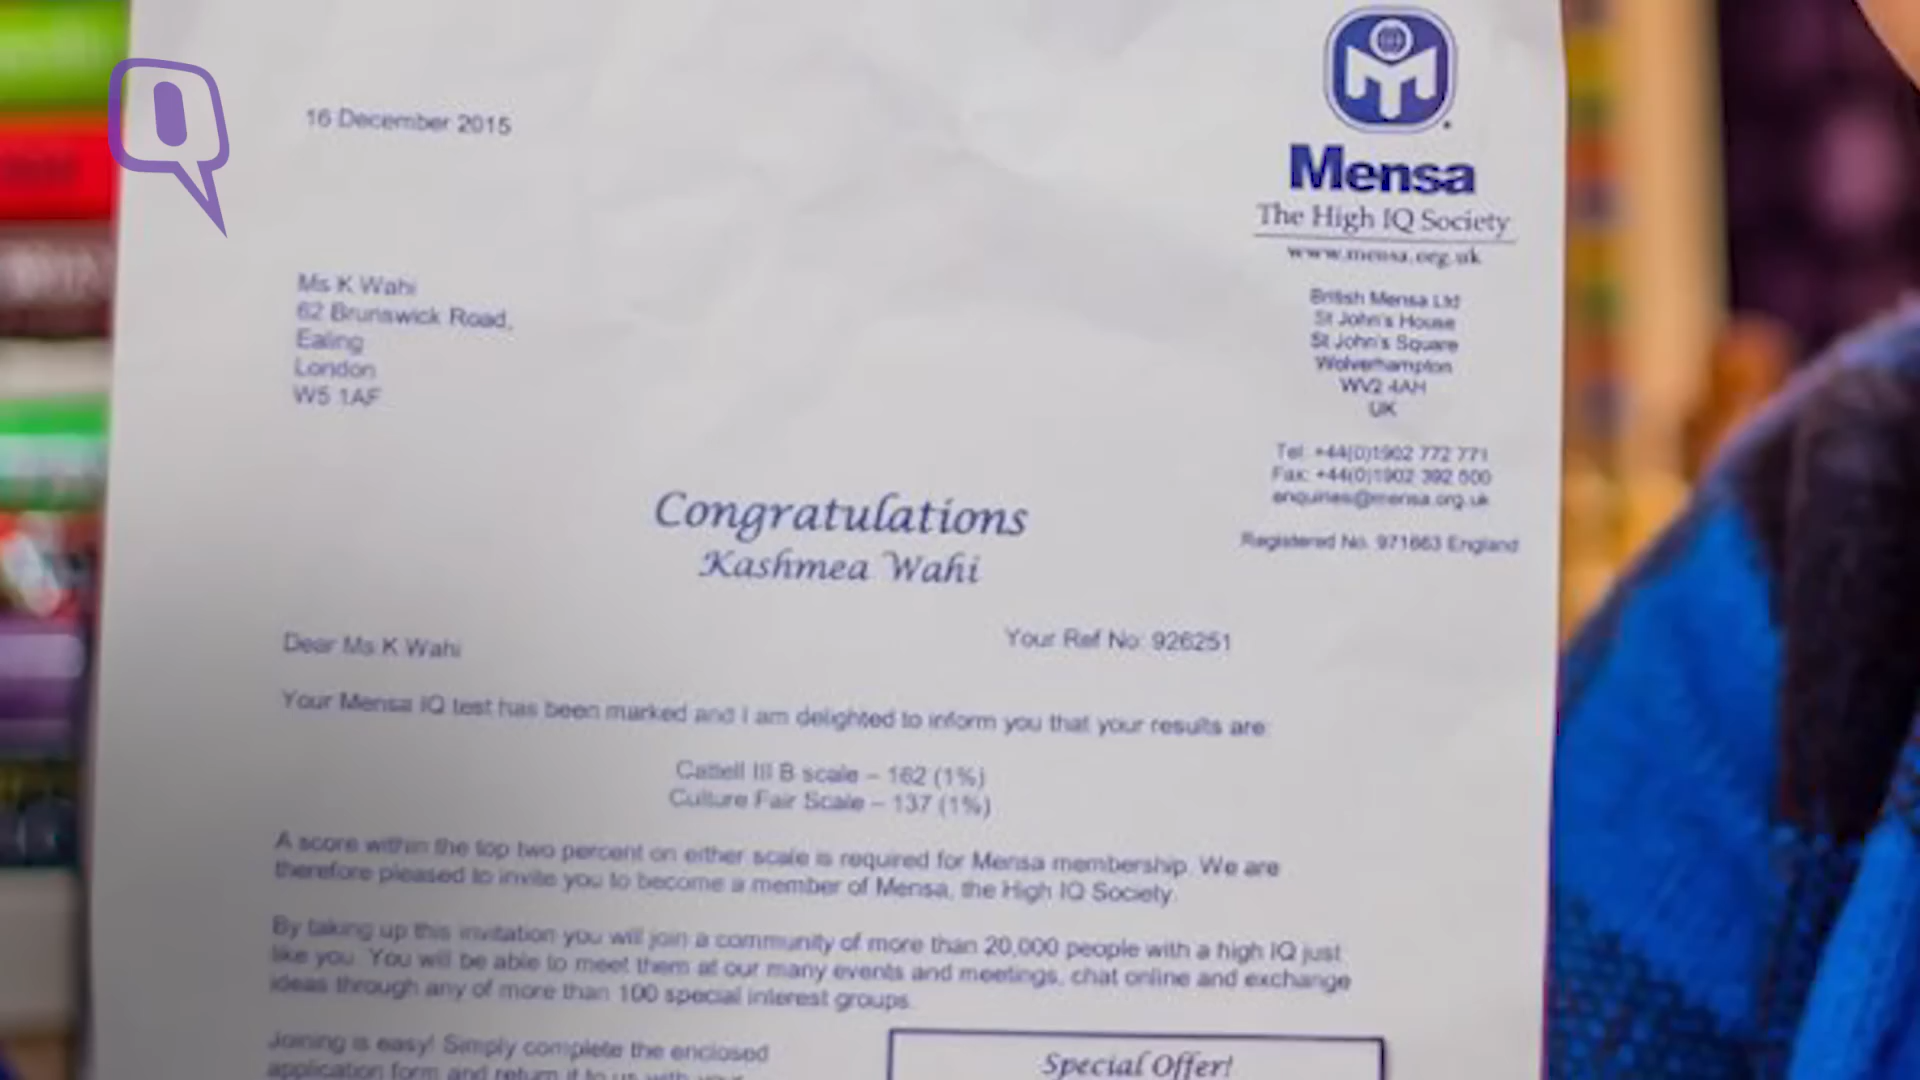 16 December 2015
Mensa
The High IQ Society
www.mensa.org.uk
Ms K Wahi
62 Brunswick Road,
Ealing
London
W5 1AF
British Mensa Ltd
St John's House
St John's Square
Wolverhampton
WV2 4AH
UK
Tel: +44(0)1902 772 771
Fax: +44(0)1902 392 500
enquiries@mensa.org.uk
Registered No. 971663 England
Congratulations
Kashmea Wahi
Dear Ms K Wahi
Your Ref No: 926251
Your Mensa IQ test has been marked and I am delighted to inform you that your results are:
Cattell III B scale – 162 (1%)
Culture Fair Scale – 137 (1%)
A score within the top two percent on either scale is required for Mensa membership. We are
therefore pleased to invite you to become a member of Mensa, the High IQ Society.
By taking up this invitation you will join a community of more than 20,000 people with a high IQ just
like you. You will be able to meet them at our many events and meetings, chat online and exchange
ideas through any of more than 100 special interest groups.
Joining is easy! Simply complete the enclosed
application form and return it to us with your
Special Offer!